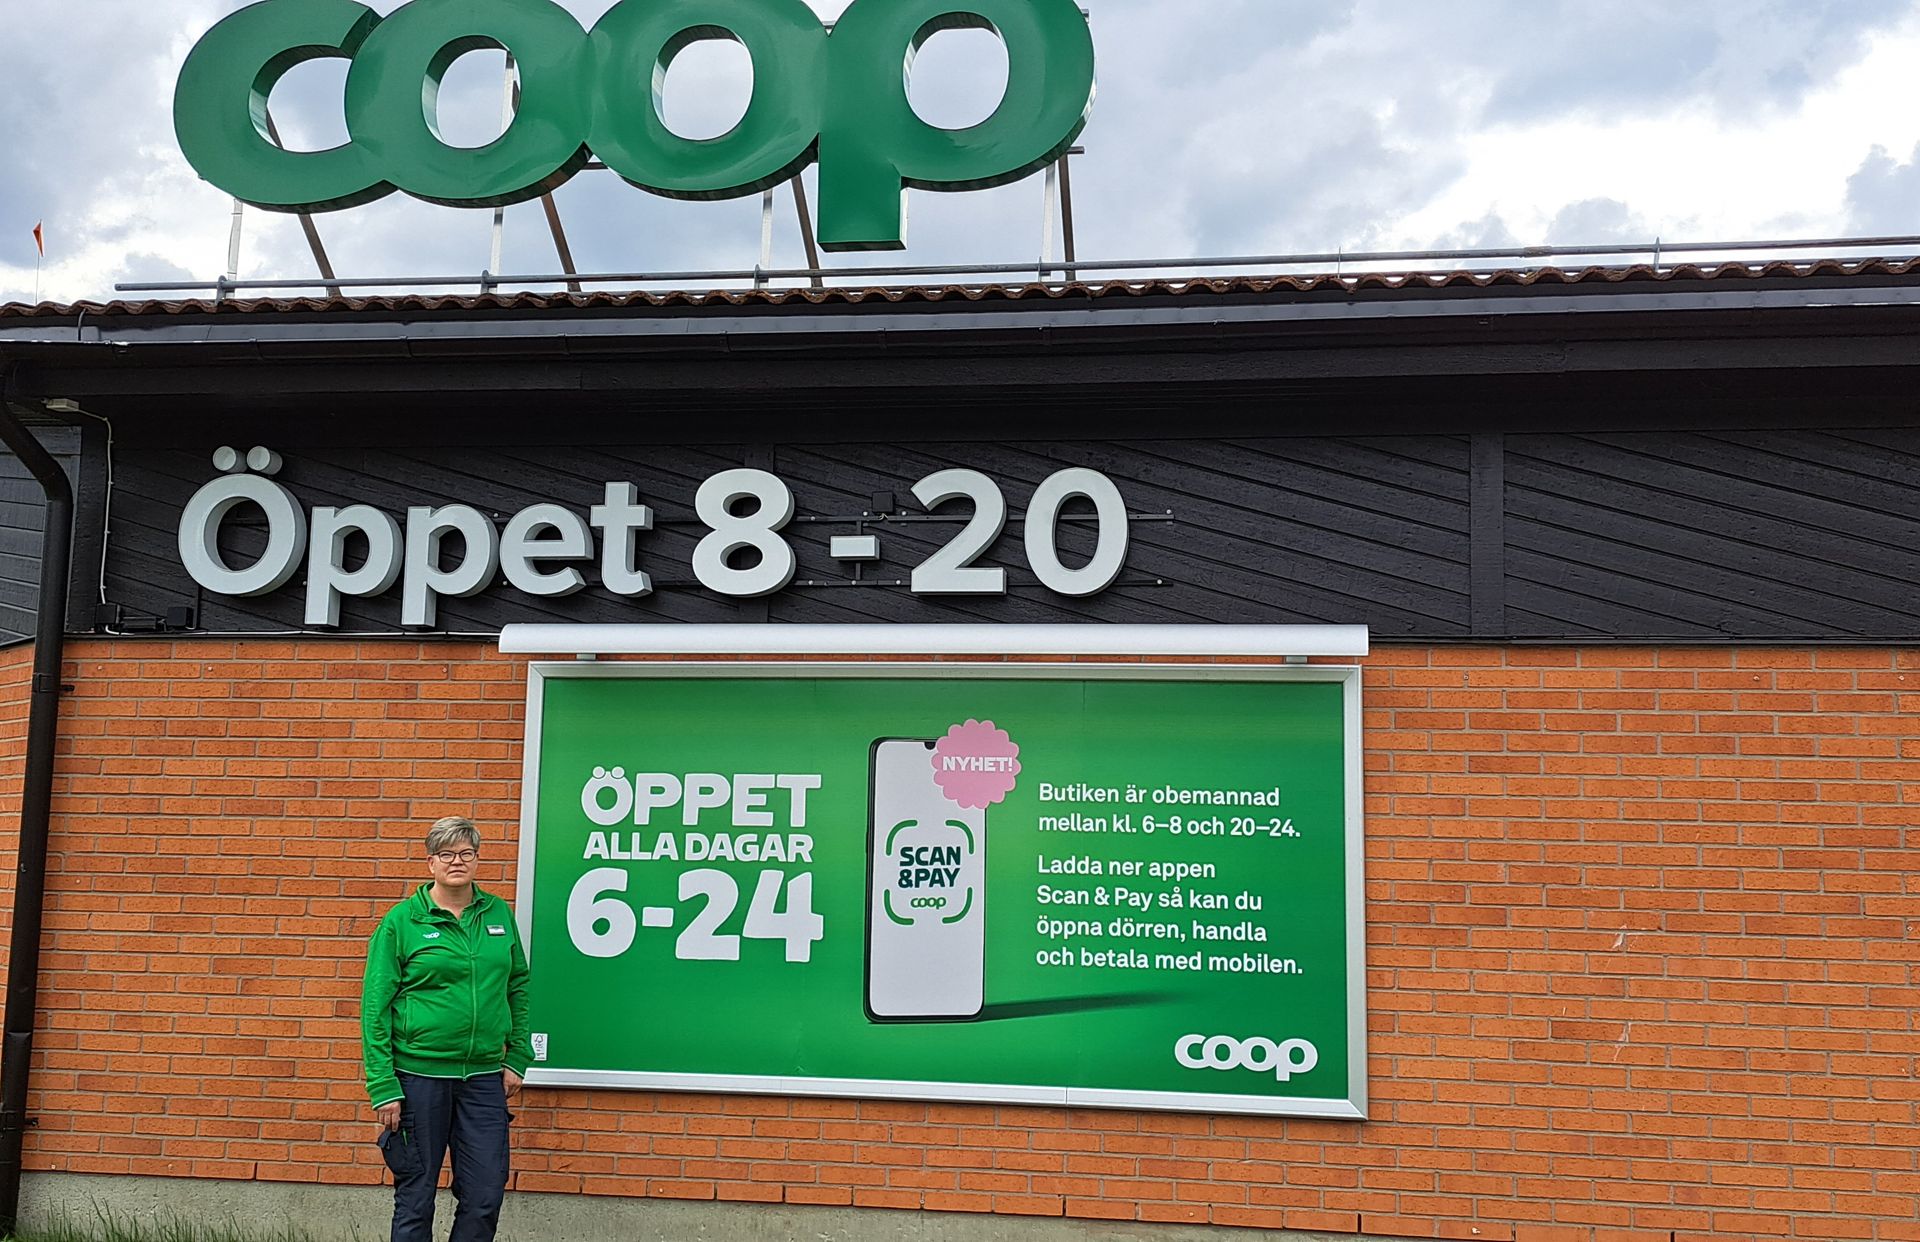 coop
Öppet 8-20
ÖPPET
ALLA DAGAR
6-24
NYHET!
SCAN
&PAY
coop
Butiken är obemannad
mellan kl. 6–8 och 20–24.
Ladda ner appen
Scan & Pay så kan du
öppna dörren, handla
och betala med mobilen.
coop
coop